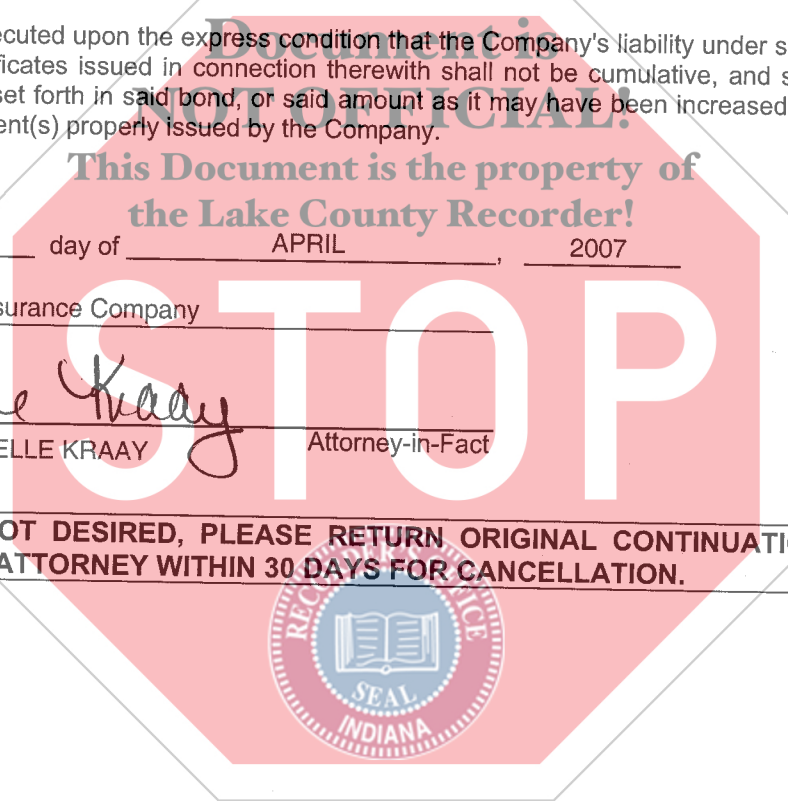 Document is
ecuted upon the express condition that the Company's liability under s
ficates issued in connection therewith shall not be cumulative, and s
NOT OFFICIAL!
set forth in said bond, or said amount as it may have been increased
ent(s) properly issued by the Company.
This Document is the property of
the Lake County Recorder!
day of APRIL, 2007
surance Company
STOP
e Kraay
ELLE KRAAY Attorney-in-Fact
OT DESIRED, PLEASE RETURN ORIGINAL CONTINUATI
ATTORNEY WITHIN 30 DAYS FOR CANCELLATION.
RECORDER'S OFFICE
SEAL
INDIANA